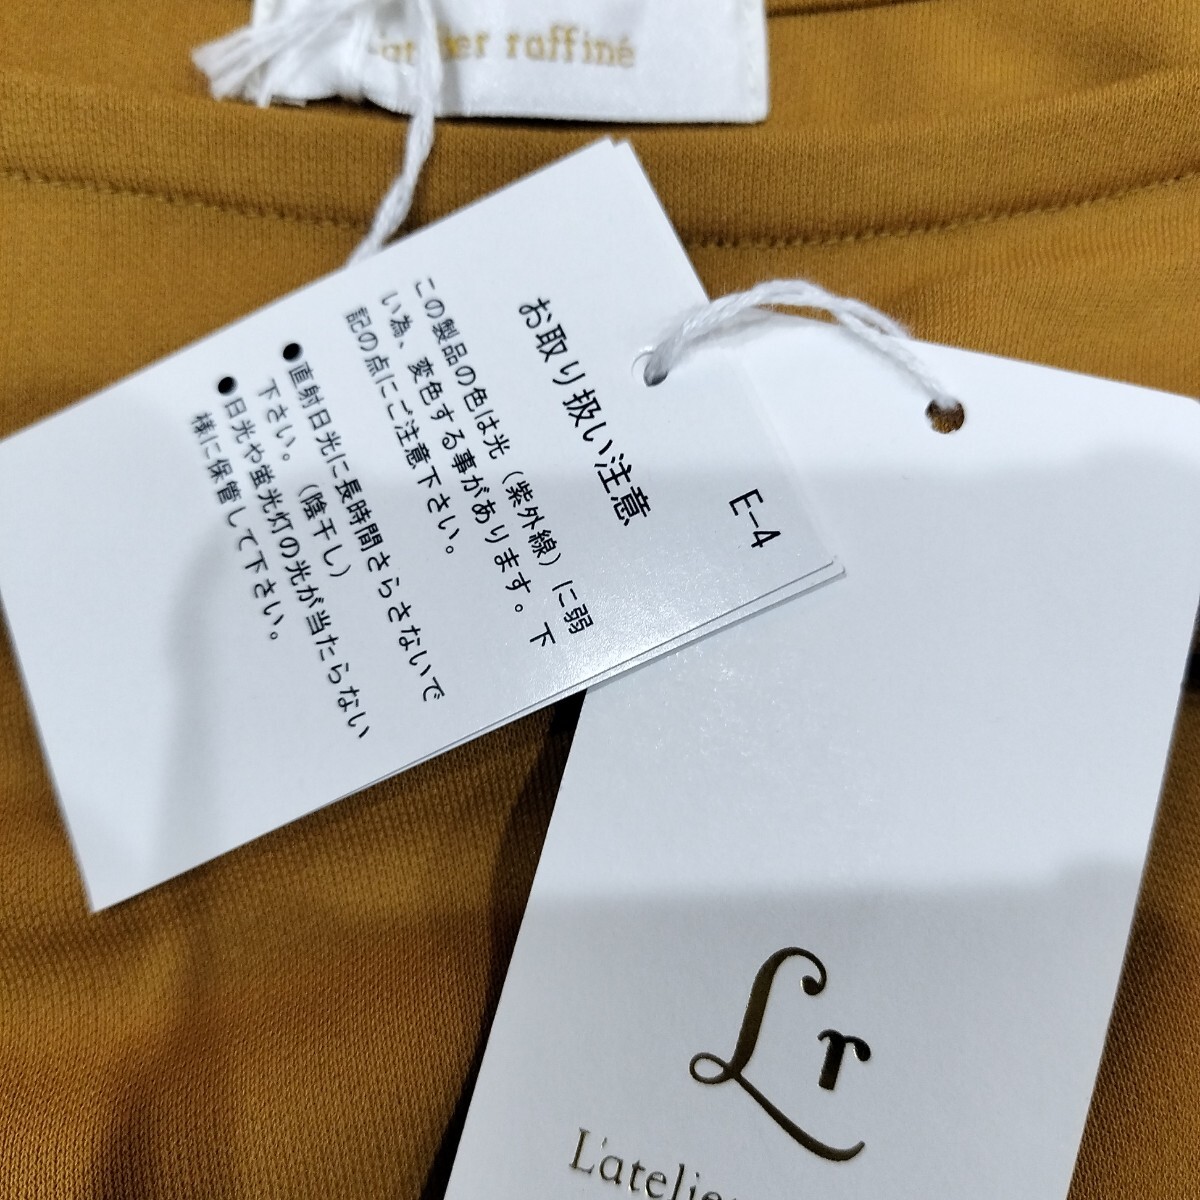 raffiné
E-4
お取り扱い注意
この製品の色は光（紫外線）に弱
い為、変色する事があります。下
記の点にご注意下さい。
●直射日光に長時間さらさないで
下さい。（陰干し）
●日光や蛍光灯の光が当たらない
様に保管して下さい。
Lr
L'atelier